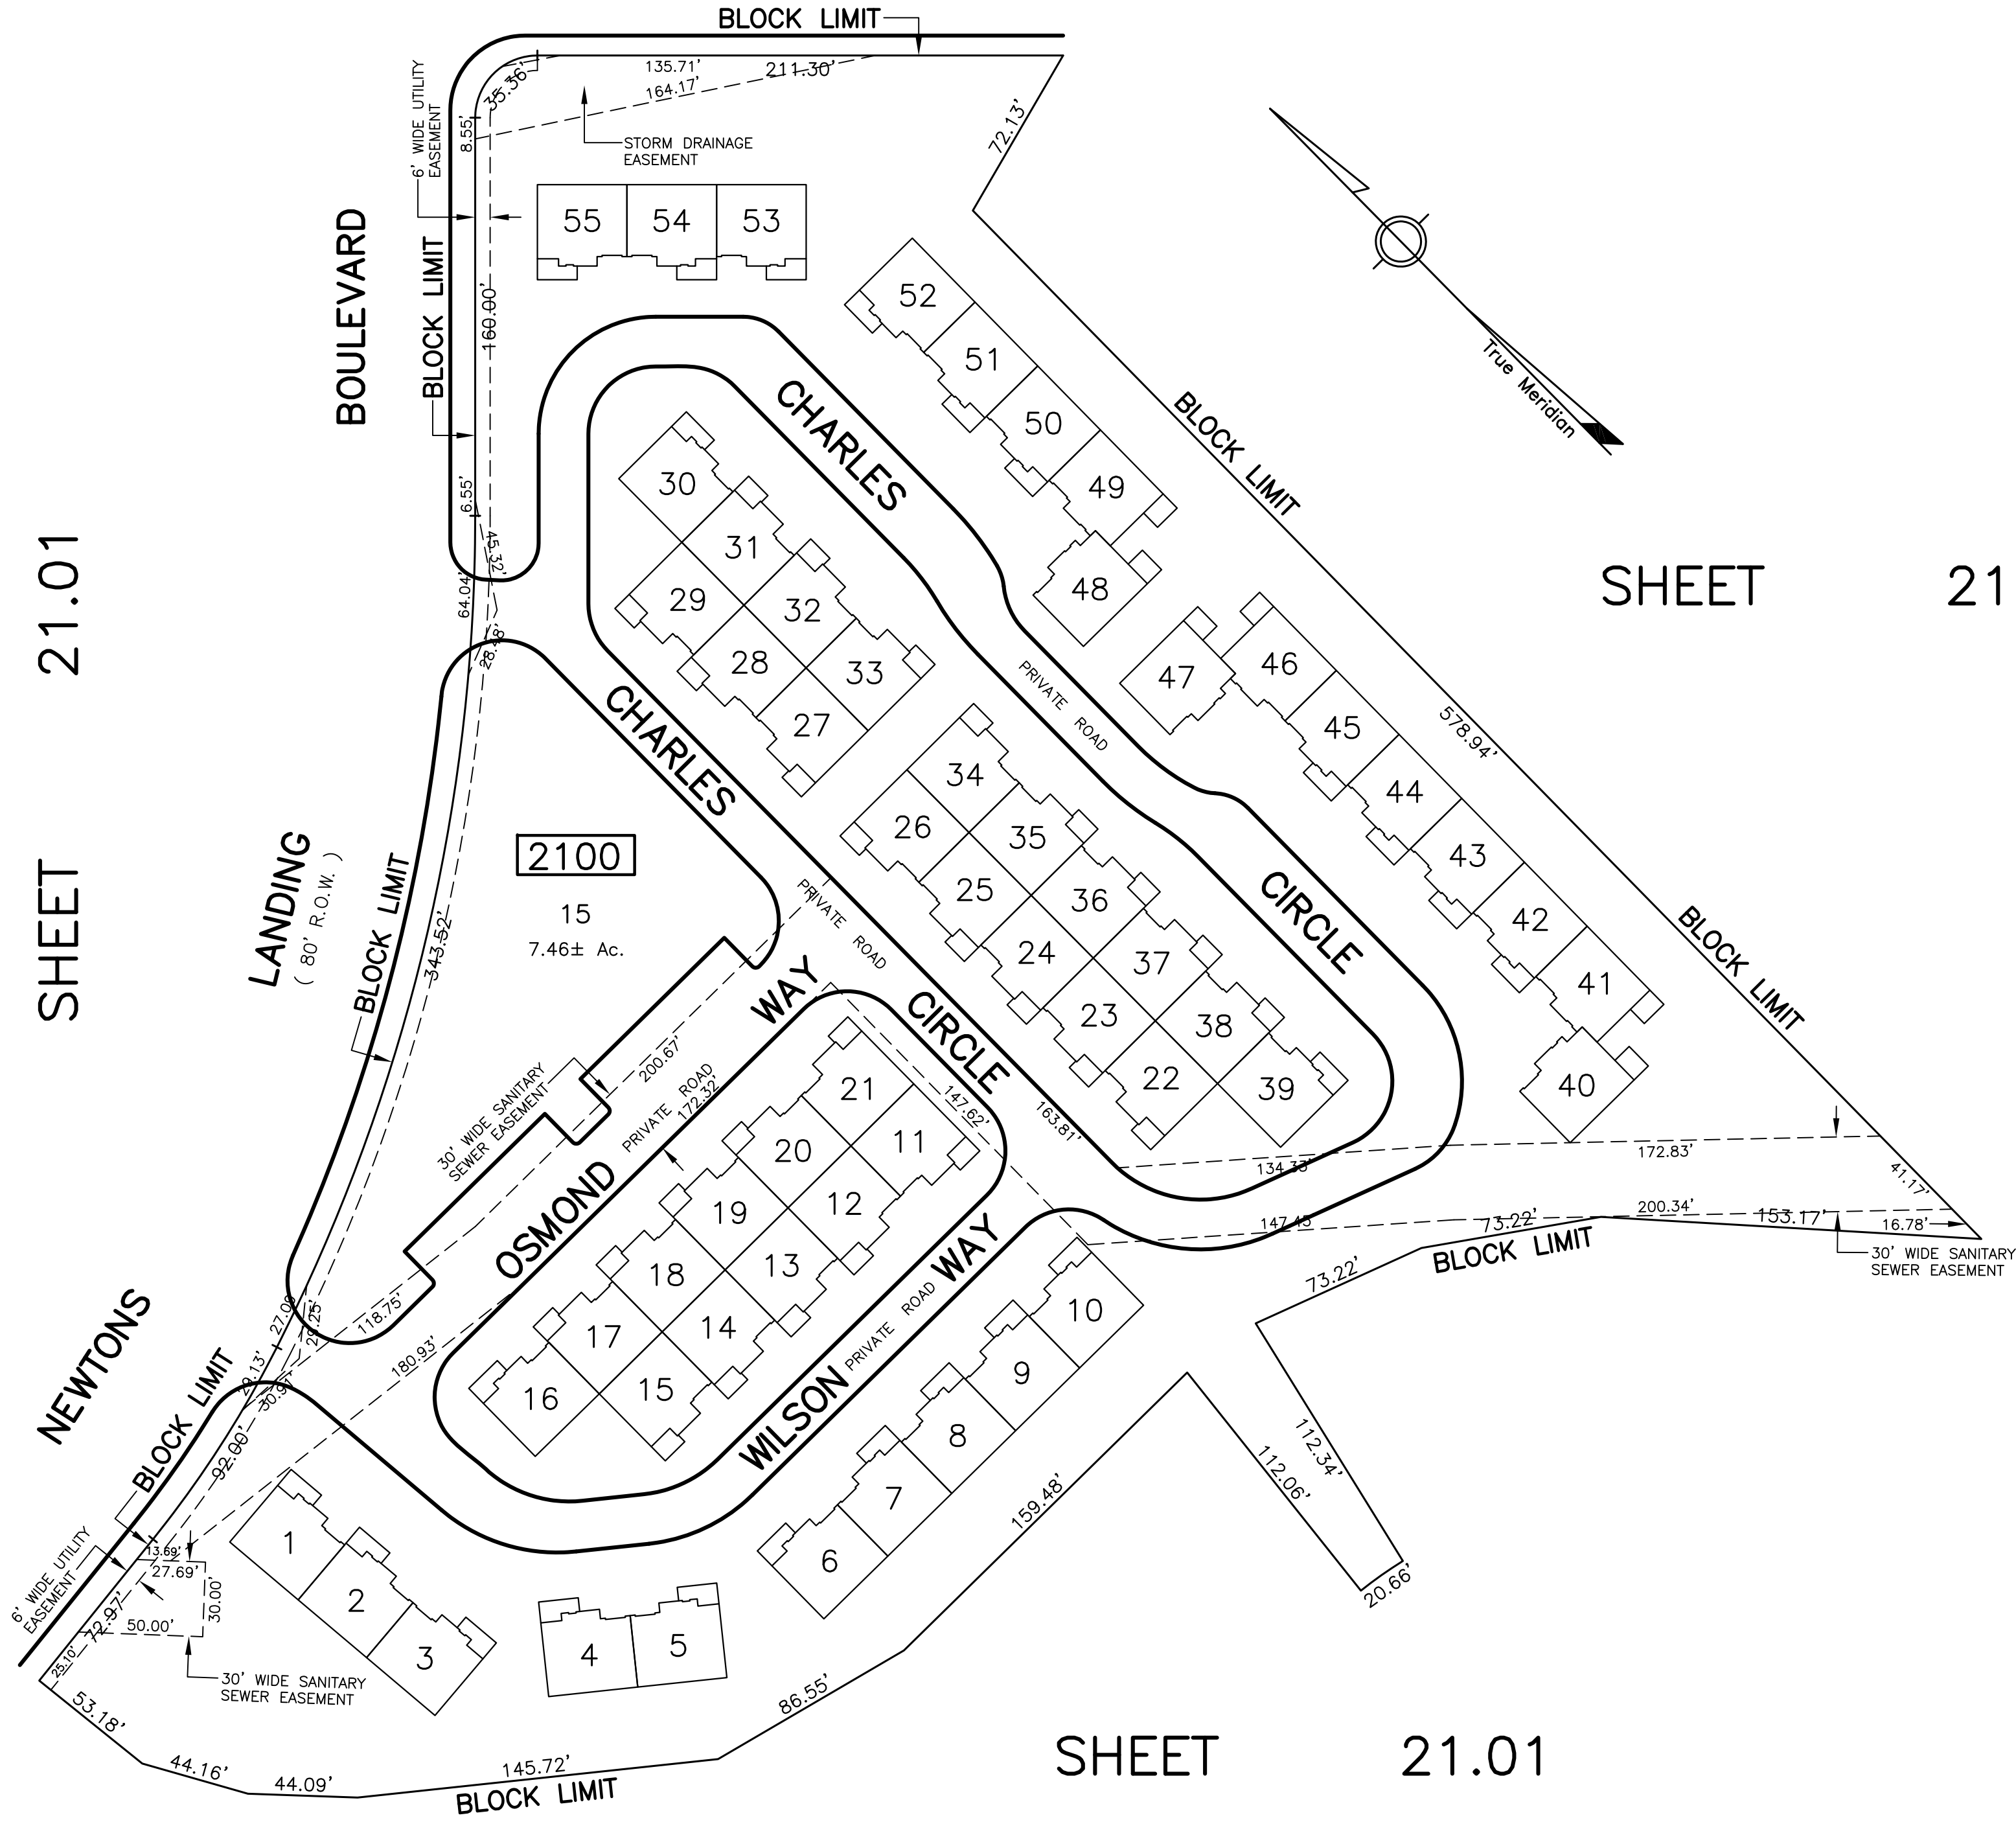 BLOCK LIMIT
135.71'
211.30'
164.17'
35.36'
8.55'
6' WIDE UTILITY
EASEMENT
STORM DRAINAGE
EASEMENT
72.13'
BOULEVARD
BLOCK LIMIT
160.00'
55
54
53
52
51
50
49
48
True Meridian
BLOCK LIMIT
CHARLES
30
31
29
32
28
33
27
6.55'
45.32'
64.04'
28.48'
SHEET 21.01
SHEET 21
PRIVATE ROAD
47
46
45
44
43
42
41
40
578.94'
BLOCK LIMIT
CHARLES
34
26
35
25
36
24
37
23
38
22
39
CIRCLE
LANDING
( 80' R.O.W. )
BLOCK LIMIT
343.52'
2100
15
7.46± Ac.
PRIVATE ROAD
CIRCLE
WAY
200.67'
PRIVATE ROAD
172.32'
30' WIDE SANITARY
SEWER EASEMENT
OSMOND
147.62'
163.81'
21
20
11
19
12
18
13
17
14
16
15
134.33'
172.83'
41.17'
147.45'
73.22'
200.34'
153.17'
16.78'
30' WIDE SANITARY
SEWER EASEMENT
BLOCK LIMIT
73.22'
WAY
PRIVATE ROAD
WILSON
10
9
8
7
6
118.75'
180.93'
27.09'
29.25'
29.13'
30.97'
NEWTONS
BLOCK LIMIT
92.00'
6' WIDE UTILITY
EASEMENT
13.69'
27.69'
30.00'
72.97'
50.00'
25.10'
30' WIDE SANITARY
SEWER EASEMENT
1
2
3
4
5
112.34'
112.06'
20.66'
159.48'
86.55'
53.18'
44.16'
44.09'
145.72'
BLOCK LIMIT
SHEET 21.01